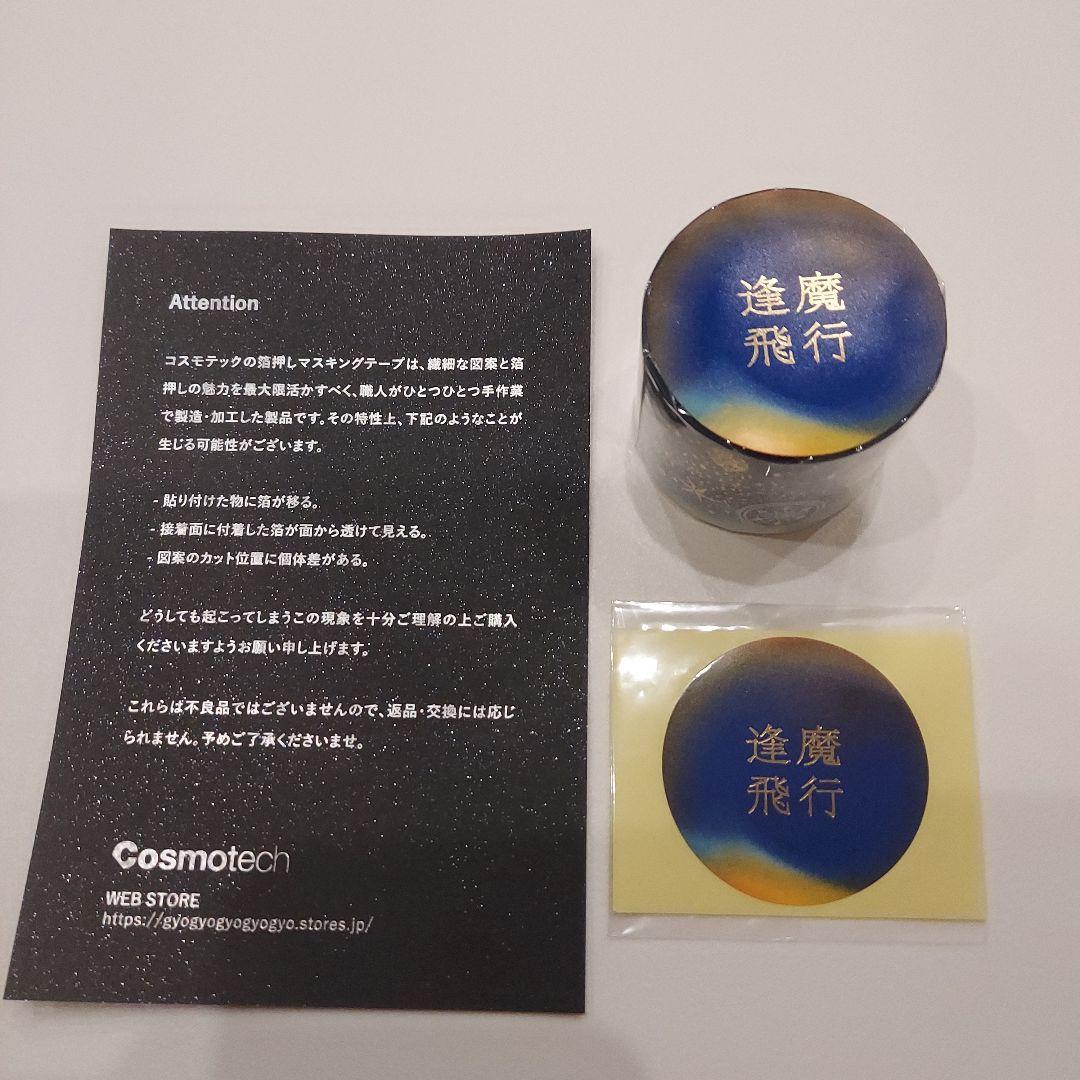 Attention
コスモテックの箔押しマスキングテープは、繊細な図案と箔
押しの魅力を最大限活かすべく、職人がひとつひとつ手作業
で製造・加工した製品です。その特性上、下記のようなことが
生じる可能性がございます。
- 貼り付けた物に箔が移る。
- 接着面に付着した箔が面から透けて見える。
- 図案のカット位置に個体差がある。
どうしても起こってしまうこの現象を十分ご理解の上ご購入
くださいますようお願い申し上げます。
これらは不良品ではございませんので、返品・交換には応じ
られません。予めご了承くださいませ。
Cosmotech
WEB STORE
https://gyogyogyogyogyo.stores.jp/
逢魔
飛行
逢魔
飛行